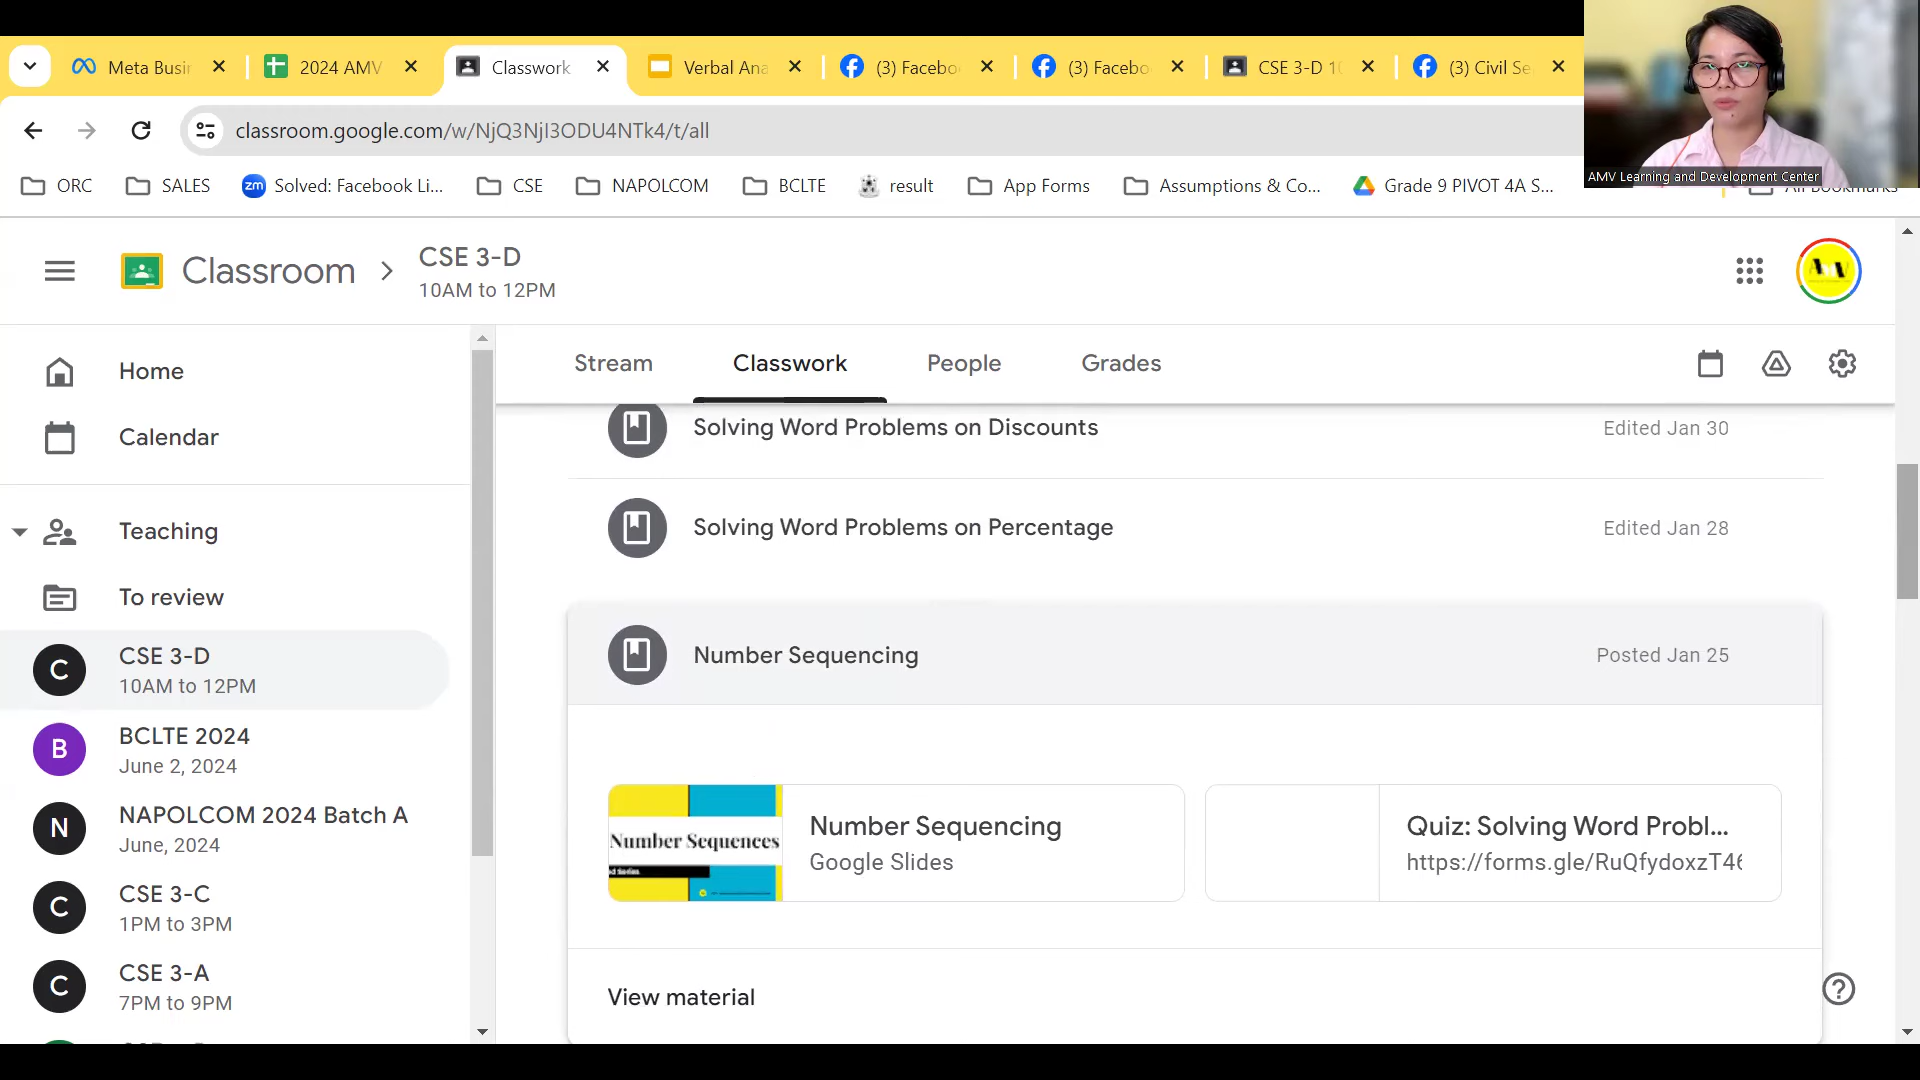 Meta Busi
2024 AMV
Classwork
Verbal Ana
(3) Facebo
(3) Facebo
CSE 3-D 10
(3) Civil Se
classroom.google.com/w/NjQ3NjI3ODU4NTk4/t/all
AMV Learning and Development Center
ORC
SALES
zm
Solved: Facebook Li...
CSE
NAPOLCOM
BCLTE
result
App Forms
Assumptions & Co...
Grade 9 PIVOT 4A S...
All Bookmarks
Classroom
CSE 3-D
10AM to 12PM
AMV
Home
Calendar
Teaching
To review
C
CSE 3-D
10AM to 12PM
B
BCLTE 2024
June 2, 2024
N
NAPOLCOM 2024 Batch A
June, 2024
C
CSE 3-C
1PM to 3PM
C
CSE 3-A
7PM to 9PM
Stream
Classwork
People
Grades
Solving Word Problems on Discounts
Edited Jan 30
Solving Word Problems on Percentage
Edited Jan 28
Number Sequencing
Posted Jan 25
Number Sequences
Number Sequencing
Google Slides
Quiz: Solving Word Probl...
https://forms.gle/RuQfydoxzT46
View material